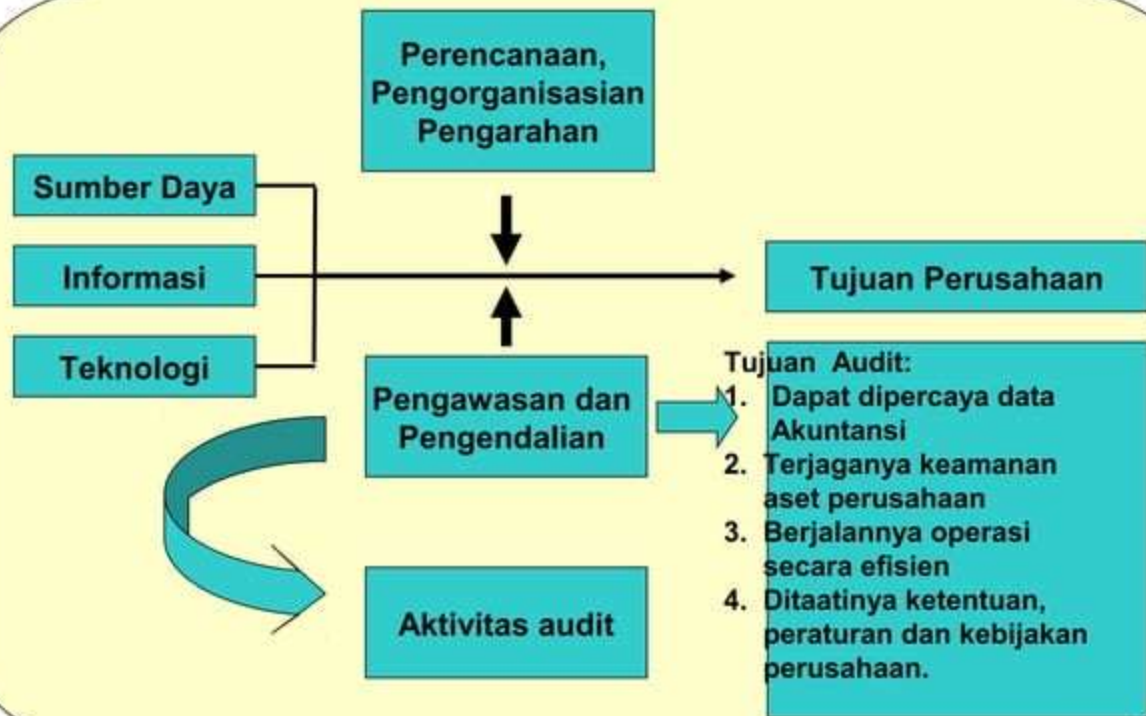 Perencanaan,
Pengorganisasian
Pengarahan
Sumber Daya
Informasi
Teknologi
Tujuan Perusahaan
Pengawasan dan
Pengendalian
Tujuan Audit:
1. Dapat dipercaya data
Akuntansi
2. Terjaganya keamanan
aset perusahaan
3. Berjalannya operasi
secara efisien
4. Ditaatinya ketentuan,
peraturan dan kebijakan
perusahaan.
Aktivitas audit